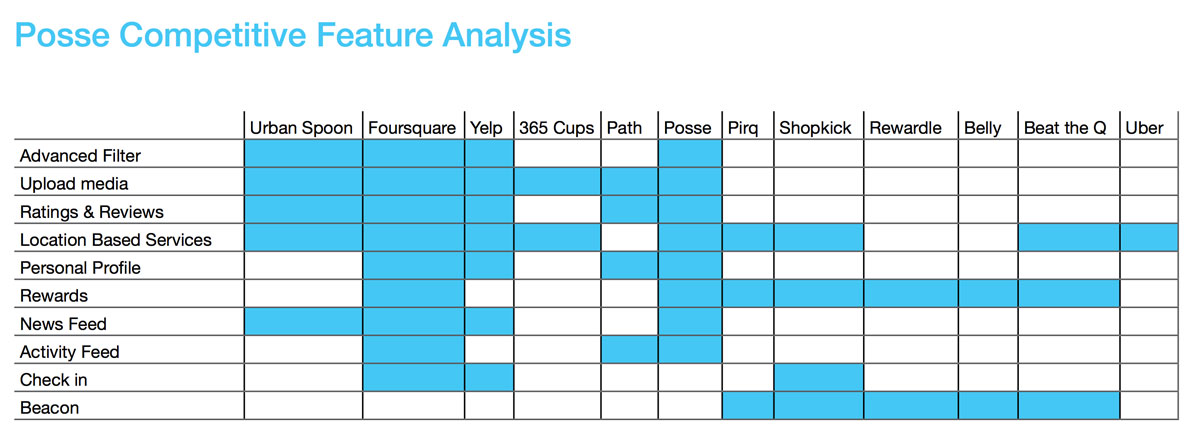 Posse Competitive Feature Analysis
Urban Spoon Foursquare Yelp 365 Cups Path Posse Pirq Shopkick Rewardle Belly Beat the Q Uber
Advanced Filter
Upload media
Ratings & Reviews
Location Based Services
Personal Profile
Rewards
News Feed
Activity Feed
Check in
Beacon